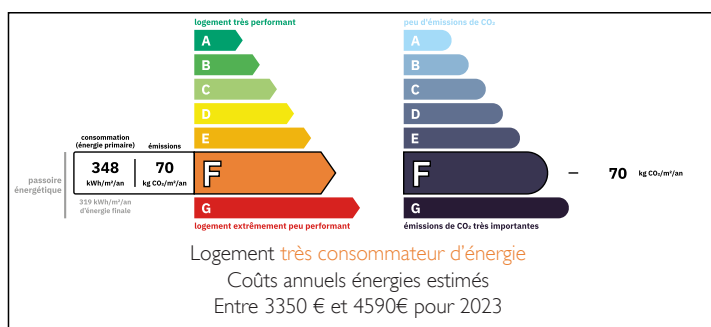 logement très performant
A
B
C
D
E
consommation
(énergie primaire)
émissions
348
kWh/m²/an
70
kg CO₂/m²/an
F
passoire
énergétique
319 kWh/m²/an
d'énergie finale
G
logement extrêmement peu performant
peu d'émissions de CO₂
A
B
C
D
E
F
70 kg CO₂/m²/an
G
émissions de CO₂ très importantes
Logement très consommateur d'énergie
Coûts annuels énergies estimés
Entre 3350 € et 4590€ pour 2023